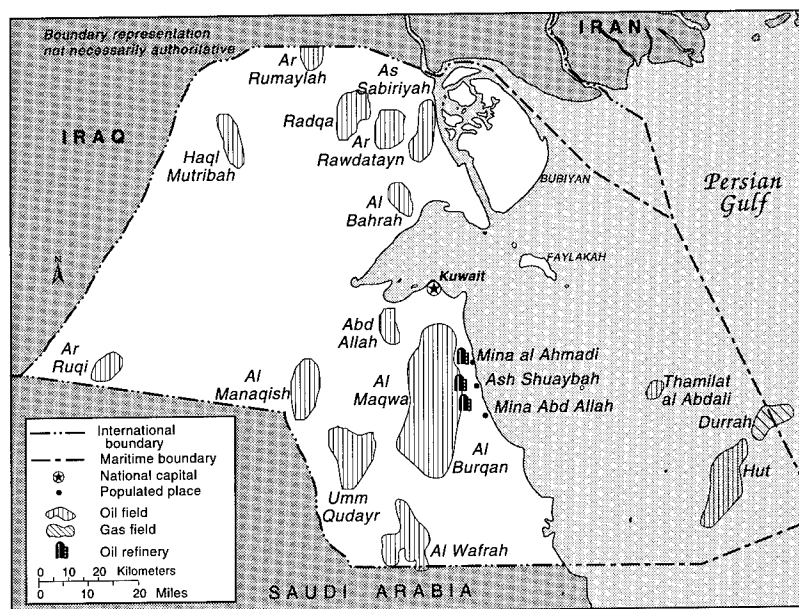 Boundary representation
not necessarily authoritative
IRAN
Ar
Rumaylah
As
Sabiriyah
IRAQ
Radqa
Ar
Rawdatayn
Haql
Mutribah
BUBIYAN
Persian
Gulf
Al
Bahrah
FAYLAKAH
N
Kuwait
Abd
Allah
Ar
Ruqi
Al
Manaqish
Al
Maqwa
Mina al Ahmadi
Ash Shuaybah
Mina Abd Allah
Thamilat
al Abdali
Durrah
Al
Burqan
Hut
Umm
Qudayr
Al Wafrah
International
boundary
Maritime boundary
National capital
Populated place
Oil field
Gas field
Oil refinery
0 10 20 Kilometers
0 10 20 Miles
SAUDI ARABIA